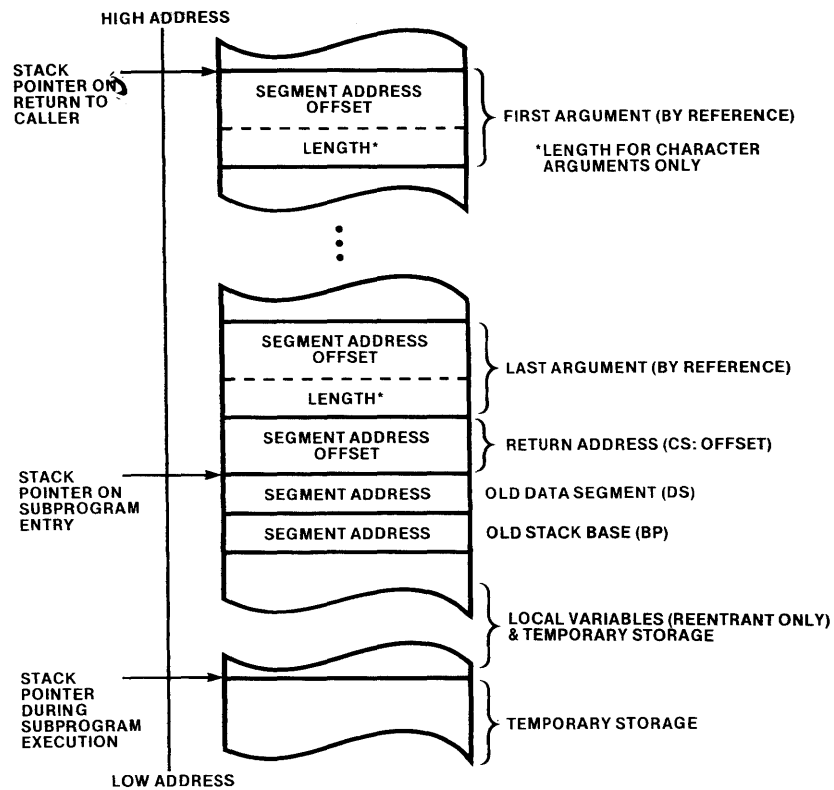 HIGH ADDRESS
STACK
POINTER ON
RETURN TO
CALLER
SEGMENT ADDRESS
OFFSET
LENGTH*
FIRST ARGUMENT (BY REFERENCE)
*LENGTH FOR CHARACTER
ARGUMENTS ONLY
SEGMENT ADDRESS
OFFSET
LENGTH*
LAST ARGUMENT (BY REFERENCE)
SEGMENT ADDRESS
OFFSET
RETURN ADDRESS (CS: OFFSET)
STACK
POINTER ON
SUBPROGRAM
ENTRY
SEGMENT ADDRESS
OLD DATA SEGMENT (DS)
SEGMENT ADDRESS
OLD STACK BASE (BP)
LOCAL VARIABLES (REENTRANT ONLY)
& TEMPORARY STORAGE
STACK
POINTER
DURING
SUBPROGRAM
EXECUTION
TEMPORARY STORAGE
LOW ADDRESS